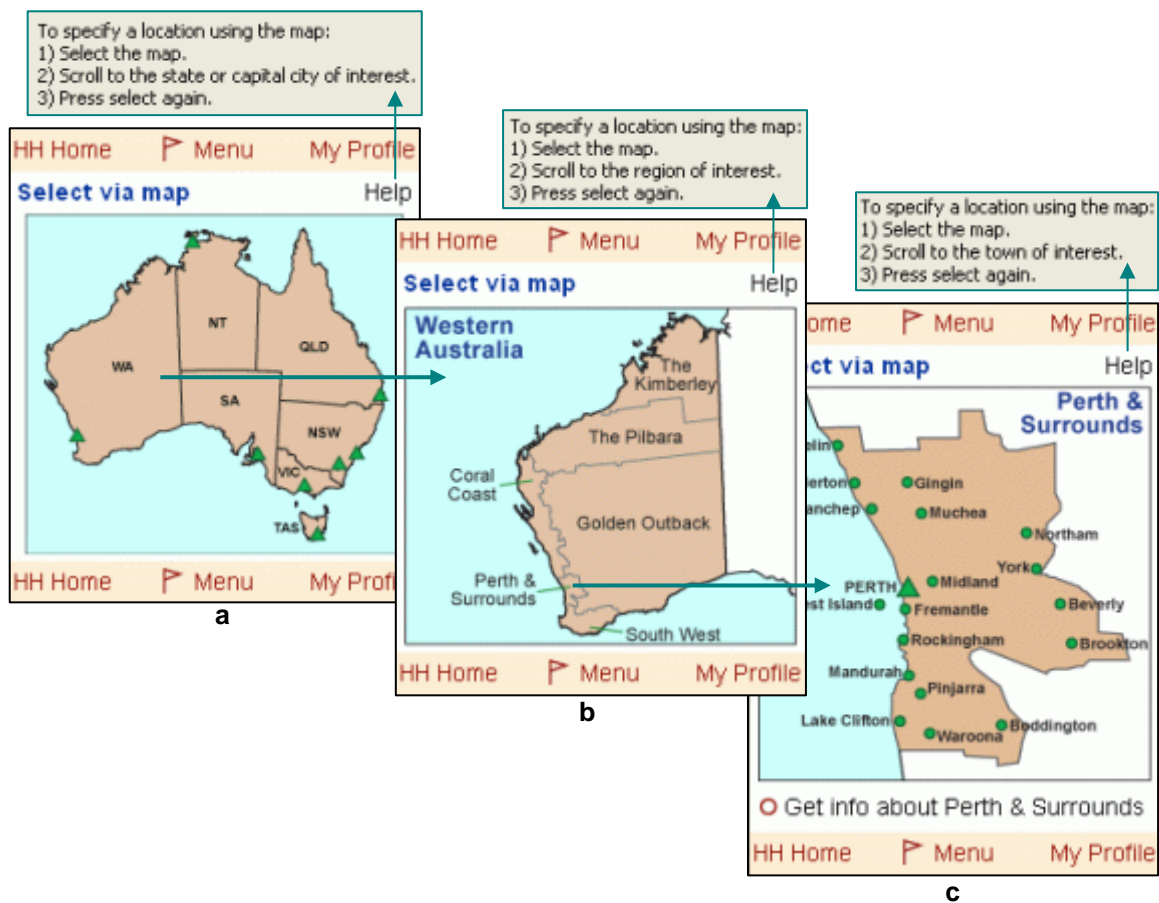 To specify a location using the map:
1) Select the map.
2) Scroll to the state or capital city of interest.
3) Press select again.
HH Home Menu My Profile
Select via map Help
NT
QLD
WA
SA
NSW
VIC
TAS
HH Home Menu My Profi
a
To specify a location using the map:
1) Select the map.
2) Scroll to the region of interest.
3) Press select again.
HH Home Menu My Profile
Select via map Help
Western
Australia
The
Kimberley
The Pilbara
Coral
Coast
Golden Outback
Perth &
Surrounds
South West
HH Home Menu My Profile
b
To specify a location using the map:
1) Select the map.
2) Scroll to the town of interest.
3) Press select again.
ome Menu My Profile
ct via map Help
Perth &
Surrounds
elin
erton
Gingin
anchep
Muchea
Northam
York
Midland
PERTH
est Island
Fremantle
Beverly
Rockingham
Brookton
Mandurah
Pinjarra
Lake Clifton
Boddington
Waroona
Get info about Perth & Surrounds
HH Home Menu My Profile
c